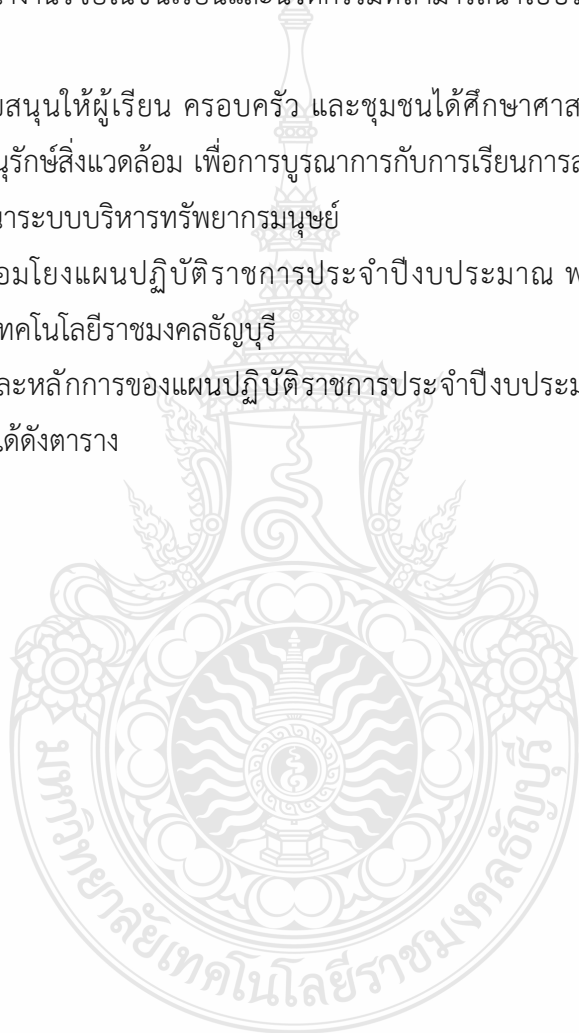 สนุนให้ผู้เรียน ครอบครัว และชุมชนได้ศึกษาศาส
นุรักษ์สิ่งแวดล้อม เพื่อการบูรณาการกับการเรียนการส
นาระบบบริหารทรัพยากรมนุษย์
อมโยงแผนปฏิบัติราชการประจำปีงบประมาณ พ
ทคโนโลยีราชมงคลธัญบุรี
ละหลักการของแผนปฏิบัติราชการประจำปีงบประม
ได้ดังตาราง
มหาวิทยาลัยเทคโนโลยีราชมงคลธัญบุรี